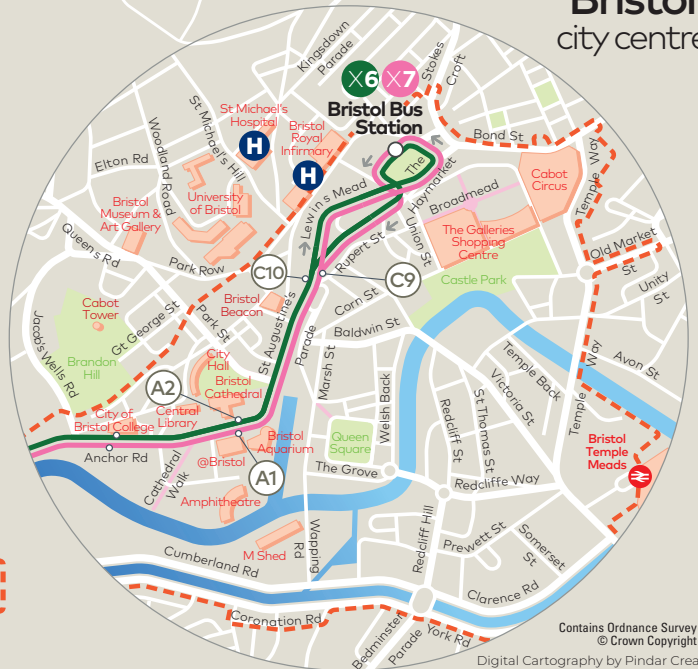 Bristol
city centre
Kingsdown
Parade
Stokes
Croft
X6
X7
Bristol Bus
Station
St Michael's
Hospital
H
Bristol
Royal
Infirmary
H
St Michael's Hill
Woodland Road
Elton Rd
University
of Bristol
Bristol
Museum &
Art Gallery
Queen's Rd
Park Row
Lewin's Mead
The
Haymarket
Bond St
Cabot
Circus
Temple Way
Broadmead
Union St
The Galleries
Shopping
Centre
Rupert St
Old Market
St
Unity
St
Castle Park
C10
C9
Bristol
Beacon
Corn St
Baldwin St
Cabot
Tower
Gt George St
Park St
St Augustine's
Parade
Marsh St
Jacob's Wells Rd
Brandon
Hill
City
Hall
Bristol
Cathedral
A2
Central
Library
City of
Bristol College
Anchor Rd
Cathedral
Walk
@Bristol
Bristol
Aquarium
A1
Amphitheatre
M Shed
Queen
Square
Welsh Back
The Grove
Redcliff St
St Thomas St
Victoria St
Temple Back
Temple
Way
Avon St
Bristol
Temple
Meads
Redcliffe Way
Redcliff Hill
Prewett St
Somerset
St
Clarence Rd
Wapping
Rd
Cumberland Rd
Coronation Rd
Bedminster
Parade
York Rd
Contains Ordnance Survey
© Crown Copyright
Digital Cartography by Pindar Crea